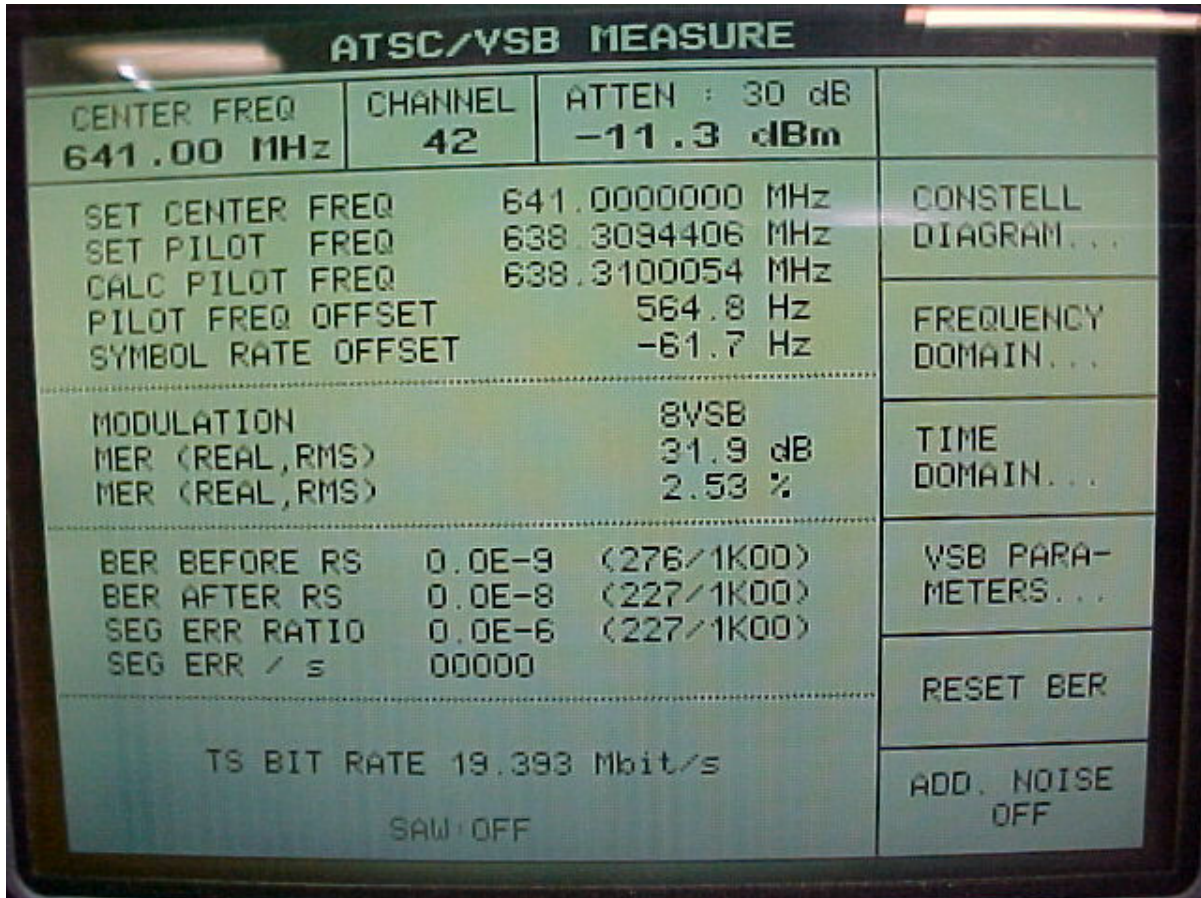 ATSC/VSB MEASURE
CENTER FREQ
641.00 MHz
CHANNEL
42
ATTEN : 30 dB
-11.3 dBm
SET CENTER FREQ 641.0000000 MHz
SET PILOT FREQ 638.3094406 MHz
CALC PILOT FREQ 638.3100054 MHz
PILOT FREQ OFFSET 564.8 Hz
SYMBOL RATE OFFSET -61.7 Hz
MODULATION 8VSB
MER (REAL,RMS) 31.9 dB
MER (REAL,RMS) 2.53 %
BER BEFORE RS 0.0E-9 (276/1K00)
BER AFTER RS 0.0E-8 (227/1K00)
SEG ERR RATIO 0.0E-6 (227/1K00)
SEG ERR / s 00000
TS BIT RATE 19.393 Mbit/s
SAW:OFF
CONSTELL
DIAGRAM...
FREQUENCY
DOMAIN...
TIME
DOMAIN...
VSB PARA-
METERS...
RESET BER
ADD. NOISE
OFF